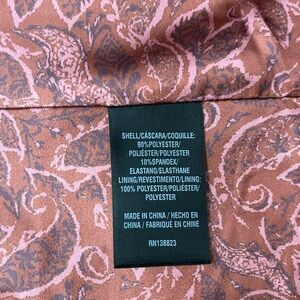 SHELL/CÁSCARA/COQUILLE:
90%POLYESTER/
POLIÉSTER/POLYESTER
10%SPANDEX/
ELASTANO/ELASTHANE
LINING/REVESTIMENTO/LINING:
100% POLYESTER/POLIÉSTER/
POLYESTER
MADE IN CHINA / HECHO EN
CHINA / FABRIQUÉ EN CHINE
RN138823